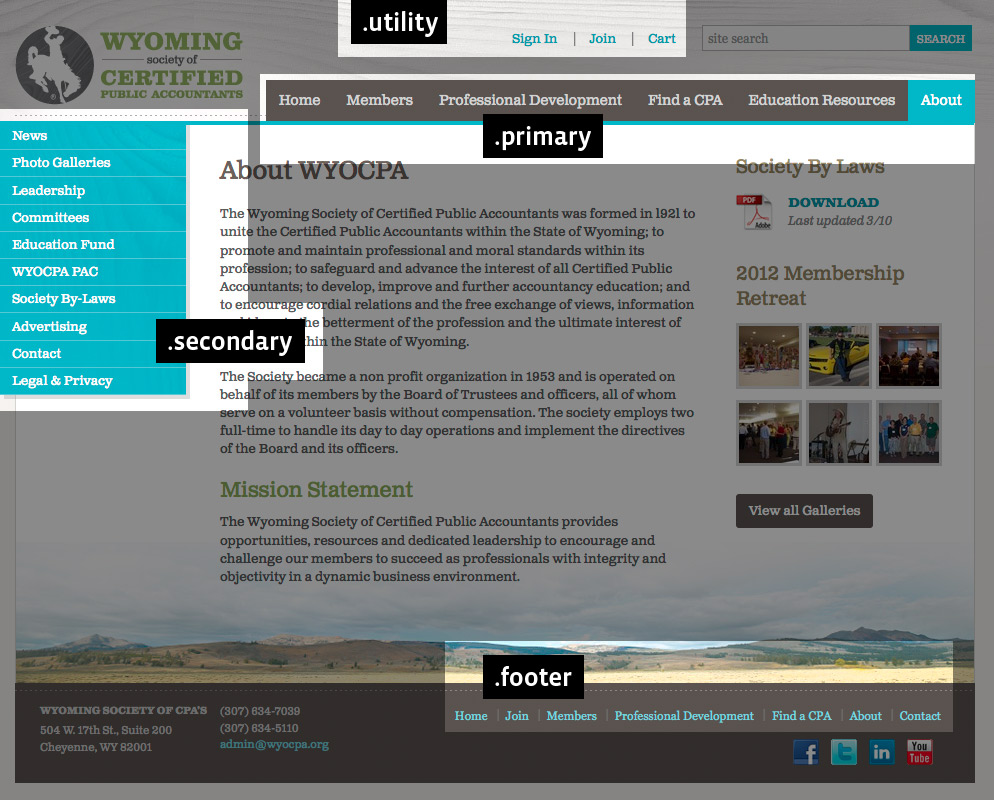 .utility
Sign In | Join | Cart
site search
SEARCH
WYOMING
society of
CERTIFIED
PUBLIC ACCOUNTANTS
Home
Members
Professional Development
Find a CPA
Education Resources
About
.primary
News
Photo Galleries
Leadership
Committees
Education Fund
WYOCPA PAC
Society By-Laws
Advertising
Contact
Legal & Privacy
.secondary
About WYOCPA
The Wyoming Society of Certified Public Accountants was formed in 1921 to
unite the Certified Public Accountants within the State of Wyoming; to
promote and maintain professional and moral standards within its
profession; to safeguard and advance the interest of all Certified Public
Accountants; to develop, improve and further accountancy education; and
to encourage cordial relations and the free exchange of views, information
betterment of the profession and the ultimate interest of
the State of Wyoming.
The Society became a non profit organization in 1953 and is operated on
behalf of its members by the Board of Trustees and officers, all of whom
serve on a volunteer basis without compensation. The society employs two
full-time to handle its day to day operations and implement the directives
of the Board and its officers.
Mission Statement
The Wyoming Society of Certified Public Accountants provides
opportunities, resources and dedicated leadership to encourage and
challenge our members to succeed as professionals with integrity and
objectivity in a dynamic business environment.
Society By Laws
PDF
Adobe
DOWNLOAD
Last updated 3/10
2012 Membership
Retreat
View all Galleries
.footer
WYOMING SOCIETY OF CPA'S
504 W. 17th St., Suite 200
Cheyenne, WY 82001
(307) 634-7039
(307) 634-5110
admin@wyocpa.org
Home | Join | Members | Professional Development | Find a CPA | About | Contact
f
t
in
You
Tube